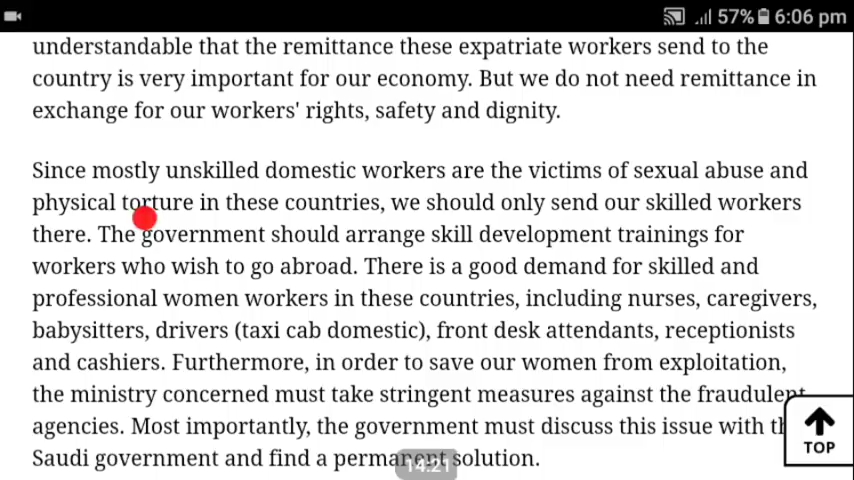 57% 6:06 pm
understandable that the remittance these expatriate workers send to the
country is very important for our economy. But we do not need remittance in
exchange for our workers' rights, safety and dignity.
Since mostly unskilled domestic workers are the victims of sexual abuse and
physical torture in these countries, we should only send our skilled workers
there. The government should arrange skill development trainings for
workers who wish to go abroad. There is a good demand for skilled and
professional women workers in these countries, including nurses, caregivers,
babysitters, drivers (taxi cab domestic), front desk attendants, receptionists
and cashiers. Furthermore, in order to save our women from exploitation,
the ministry concerned must take stringent measures against the fraudulent
agencies. Most importantly, the government must discuss this issue with th
Saudi government and find a permanent solution.
TOP
14:21